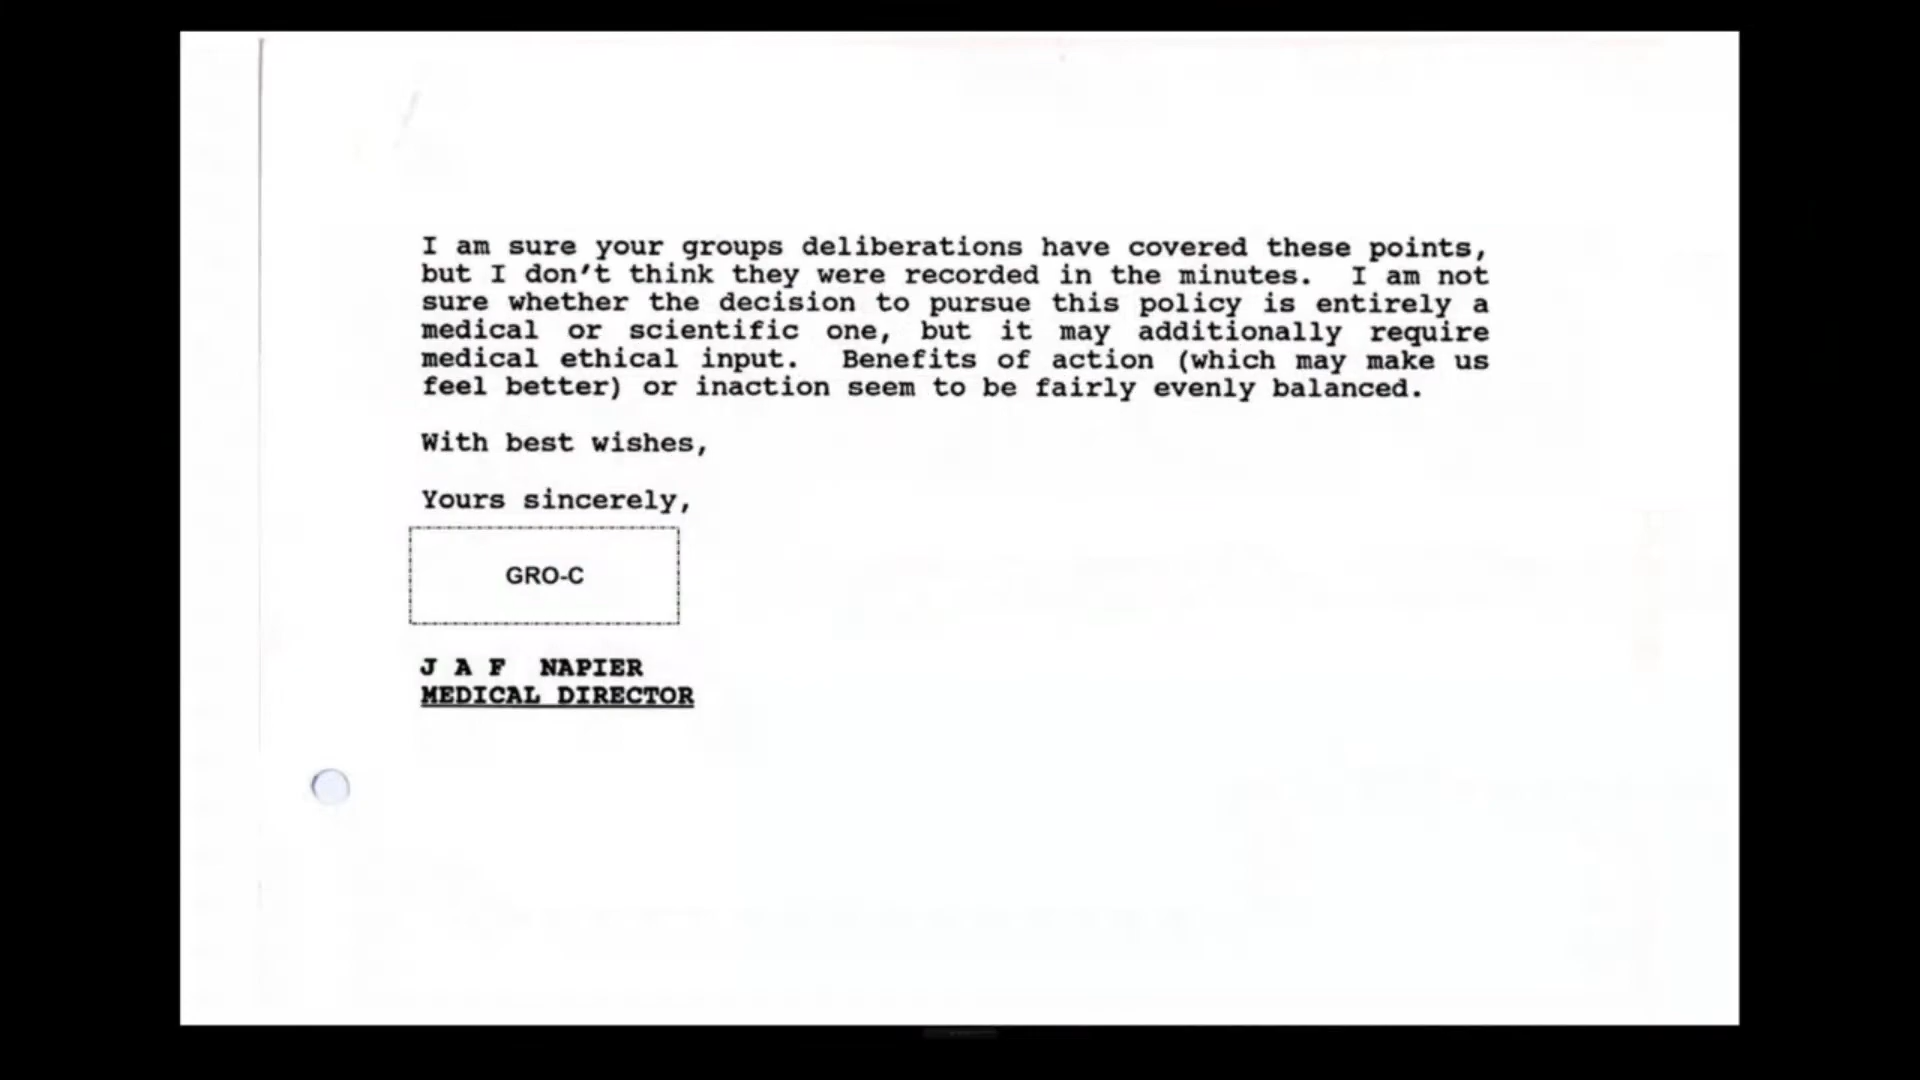 I am sure your groups deliberations have covered these points,
but I don't think they were recorded in the minutes. I am not
sure whether the decision to pursue this policy is entirely a
medical or scientific one, but it may additionally require
medical ethical input. Benefits of action (which may make us
feel better) or inaction seem to be fairly evenly balanced.
With best wishes,
Yours sincerely,
GRO-C
J A F NAPIER
MEDICAL DIRECTOR